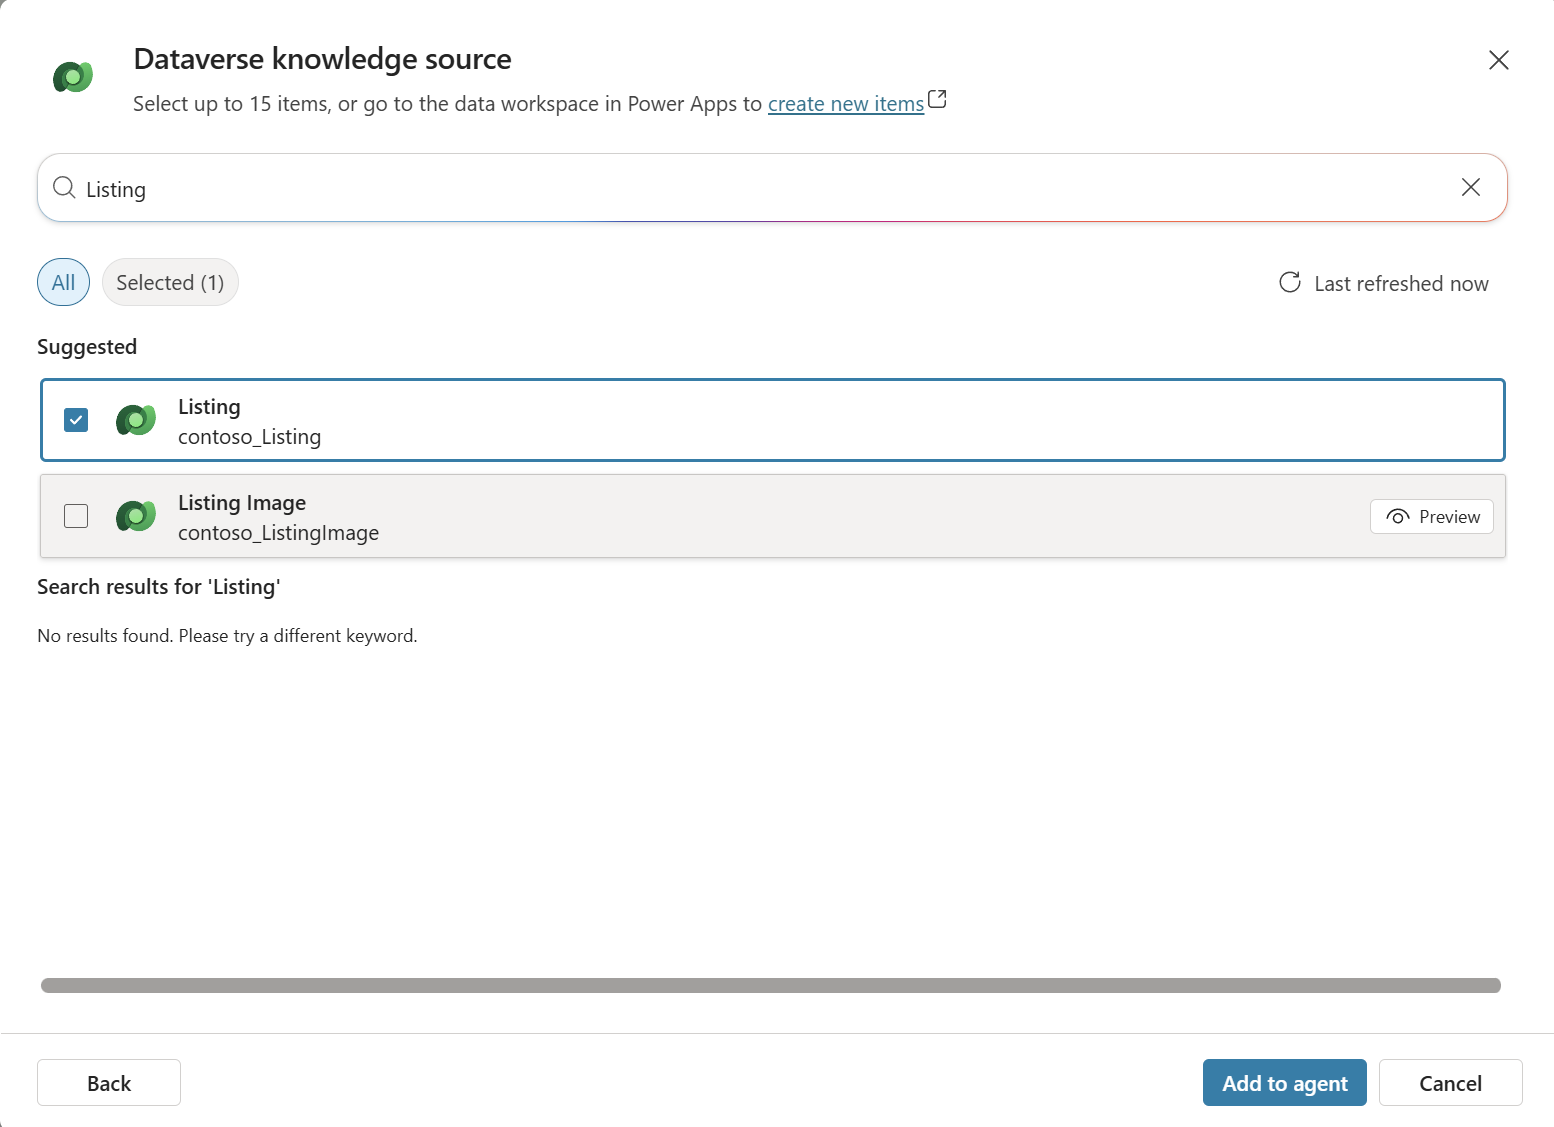 Dataverse knowledge source
Select up to 15 items, or go to the data workspace in Power Apps to create new items
Listing
All
Selected (1)
Last refreshed now
Suggested
Listing
contoso_Listing
Listing Image
contoso_ListingImage
Preview
Search results for 'Listing'
No results found. Please try a different keyword.
Back
Add to agent
Cancel